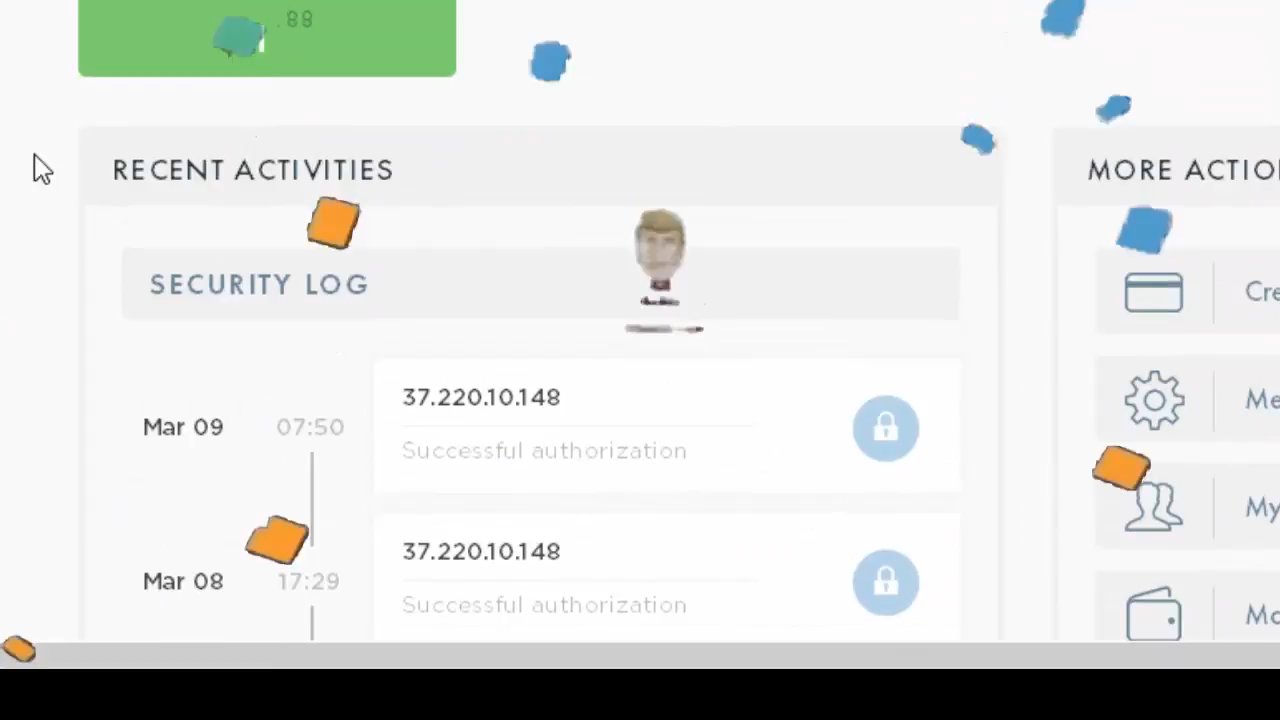 .88
RECENT ACTIVITIES
MORE ACTIO
SECURITY LOG
Cre
37.220.10.148
Mar 09 07:50
Successful authorization
Me
My
37.220.10.148
Mar 08 17:29
Successful authorization
Mo